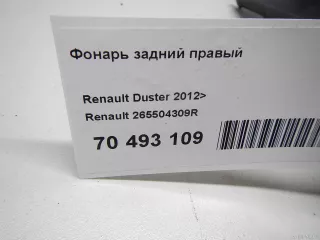 Фонарь задний правый
Renault Duster 2012>
Renault 265504309R
70 493 109